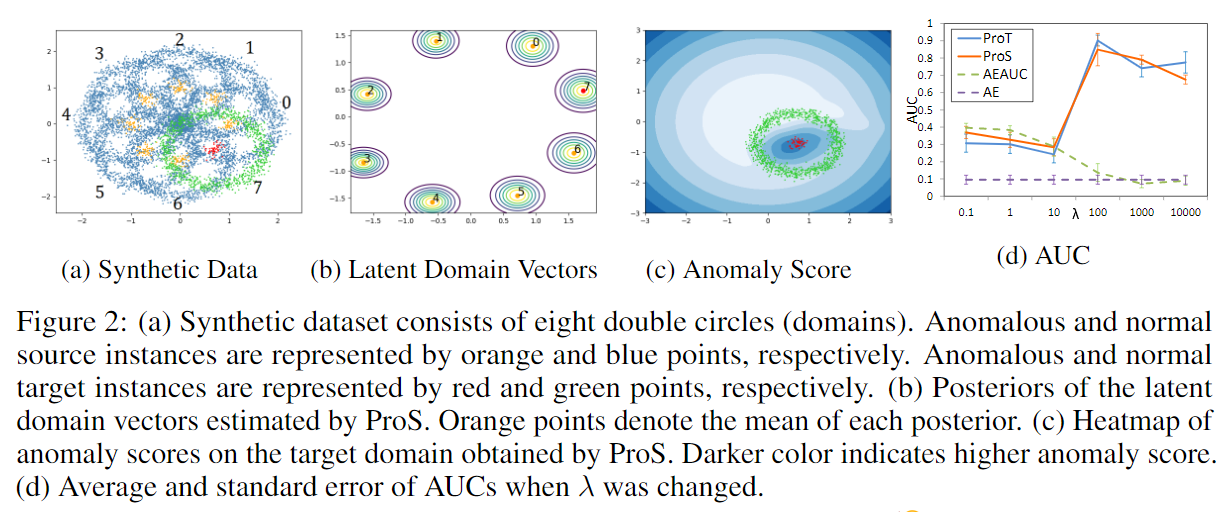 3 2 1 0 4 5 6 7
2 1 0 −1 −2
−2 −1 0 1 2
1.5 1.0 0.5 0.0 −0.5 −1.0 −1.5
−1.5 −1.0 −0.5 0.0 0.5 1.0 1.5
1 0 2 7 3 6 4 5
3 2 1 0 −1 −2 −3
−3 −2 −1 0 1 2 3
1 0.9 0.8 0.7 0.6 0.5 0.4 0.3 0.2 0.1 0
AUC
ProT
ProS
AEAUC
AE
0.1 1 10 λ 100 1000 10000
(a) Synthetic Data (b) Latent Domain Vectors (c) Anomaly Score (d) AUC
Figure 2: (a) Synthetic dataset consists of eight double circles (domains). Anomalous and normal
source instances are represented by orange and blue points, respectively. Anomalous and normal
target instances are represented by red and green points, respectively. (b) Posteriors of the latent
domain vectors estimated by ProS. Orange points denote the mean of each posterior. (c) Heatmap of
anomaly scores on the target domain obtained by ProS. Darker color indicates higher anomaly score.
(d) Average and standard error of AUCs when λ was changed.